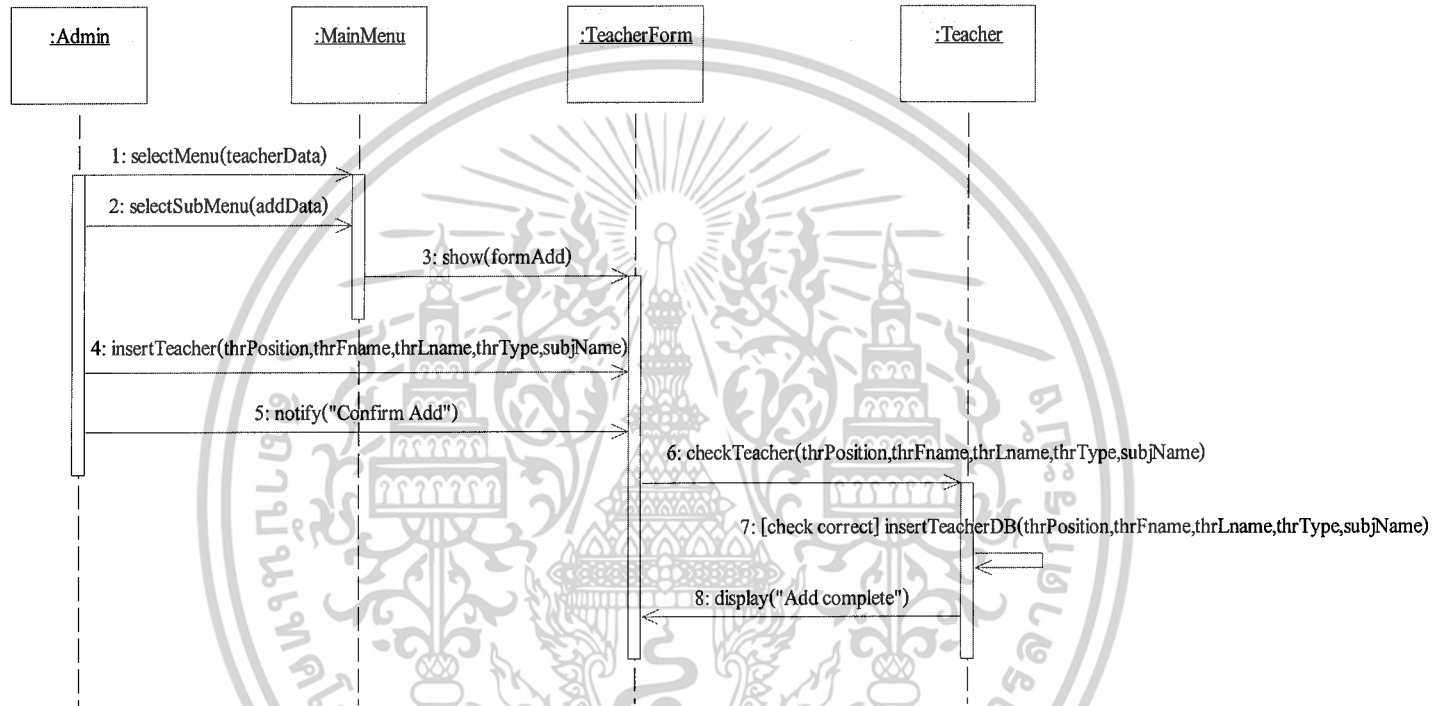 :Admin
:MainMenu
:TeacherForm
:Teacher
1: selectMenu(teacherData)
2: selectSubMenu(addData)
3: show(formAdd)
4: insertTeacher(thrPosition,thrFname,thrLname,thrType,subjName)
5: notify("Confirm Add")
6: checkTeacher(thrPosition,thrFname,thrLname,thrType,subjName)
7: [check correct] insertTeacherDB(thrPosition,thrFname,thrLname,thrType,subjName)
8: display("Add complete")